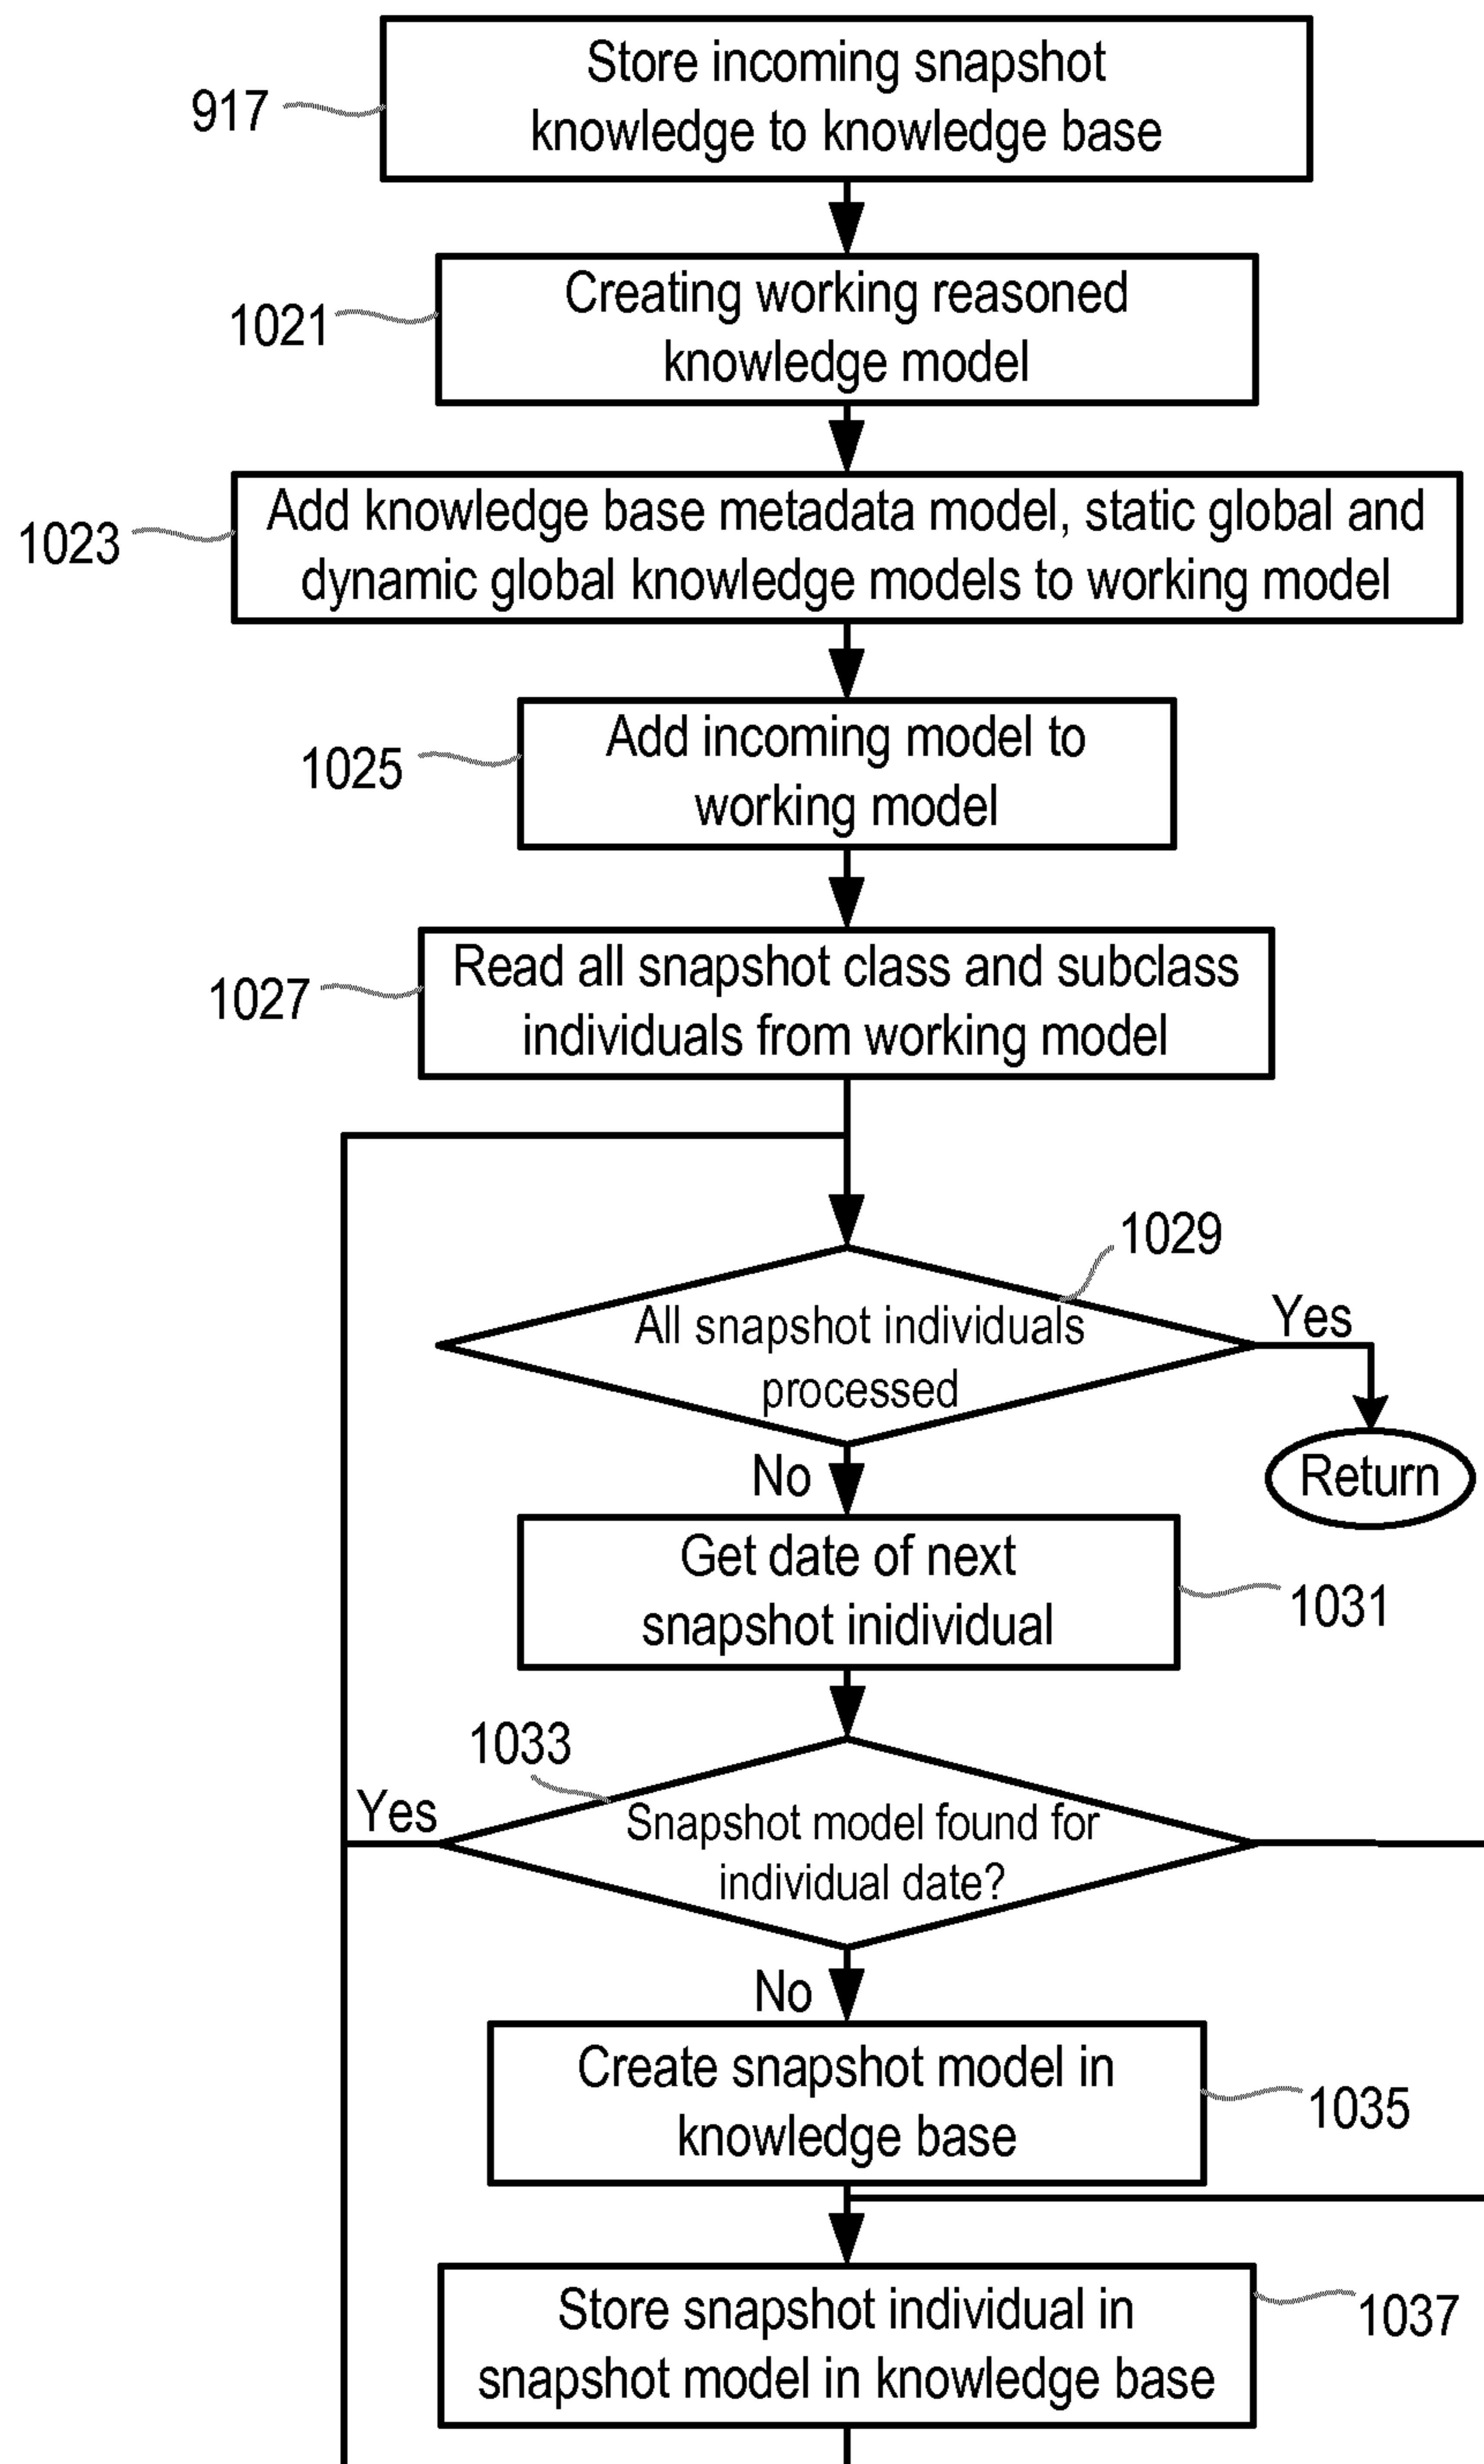 917
Store incoming snapshot
knowledge to knowledge base
1021
Creating working reasoned
knowledge model
1023
Add knowledge base metadata model, static global and
dynamic global knowledge models to working model
1025
Add incoming model to
working model
1027
Read all snapshot class and subclass
individuals from working model
1029
All snapshot individuals
processed
Yes
Return
No
Get date of next
snapshot inidividual
1031
1033
Yes
Snapshot model found for
individual date?
No
Create snapshot model in
knowledge base
1035
Store snapshot individual in
snapshot model in knowledge base
1037